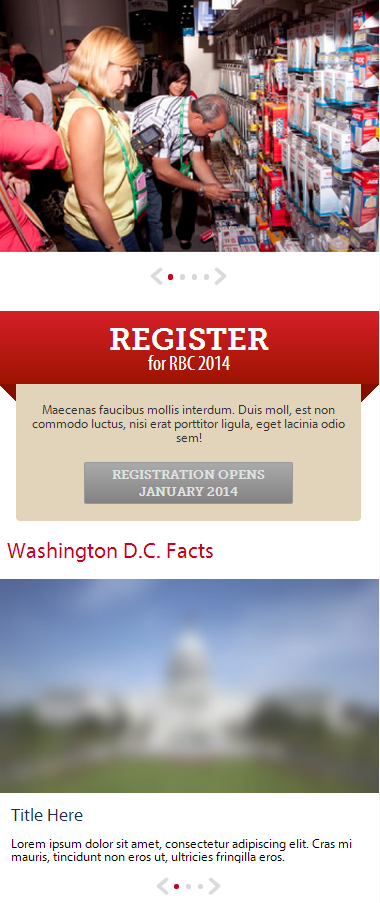 REGISTER
for RBC 2014
Maecenas faucibus mollis interdum. Duis moll, est non
commodo luctus, nisi erat porttitor ligula, eget lacinia odio
sem!
REGISTRATION OPENS
JANUARY 2014
Washington D.C. Facts
Title Here
Lorem ipsum dolor sit amet, consectetur adipiscing elit. Cras mi
mauris, tincidunt non eros ut, ultricies fringilla eros.